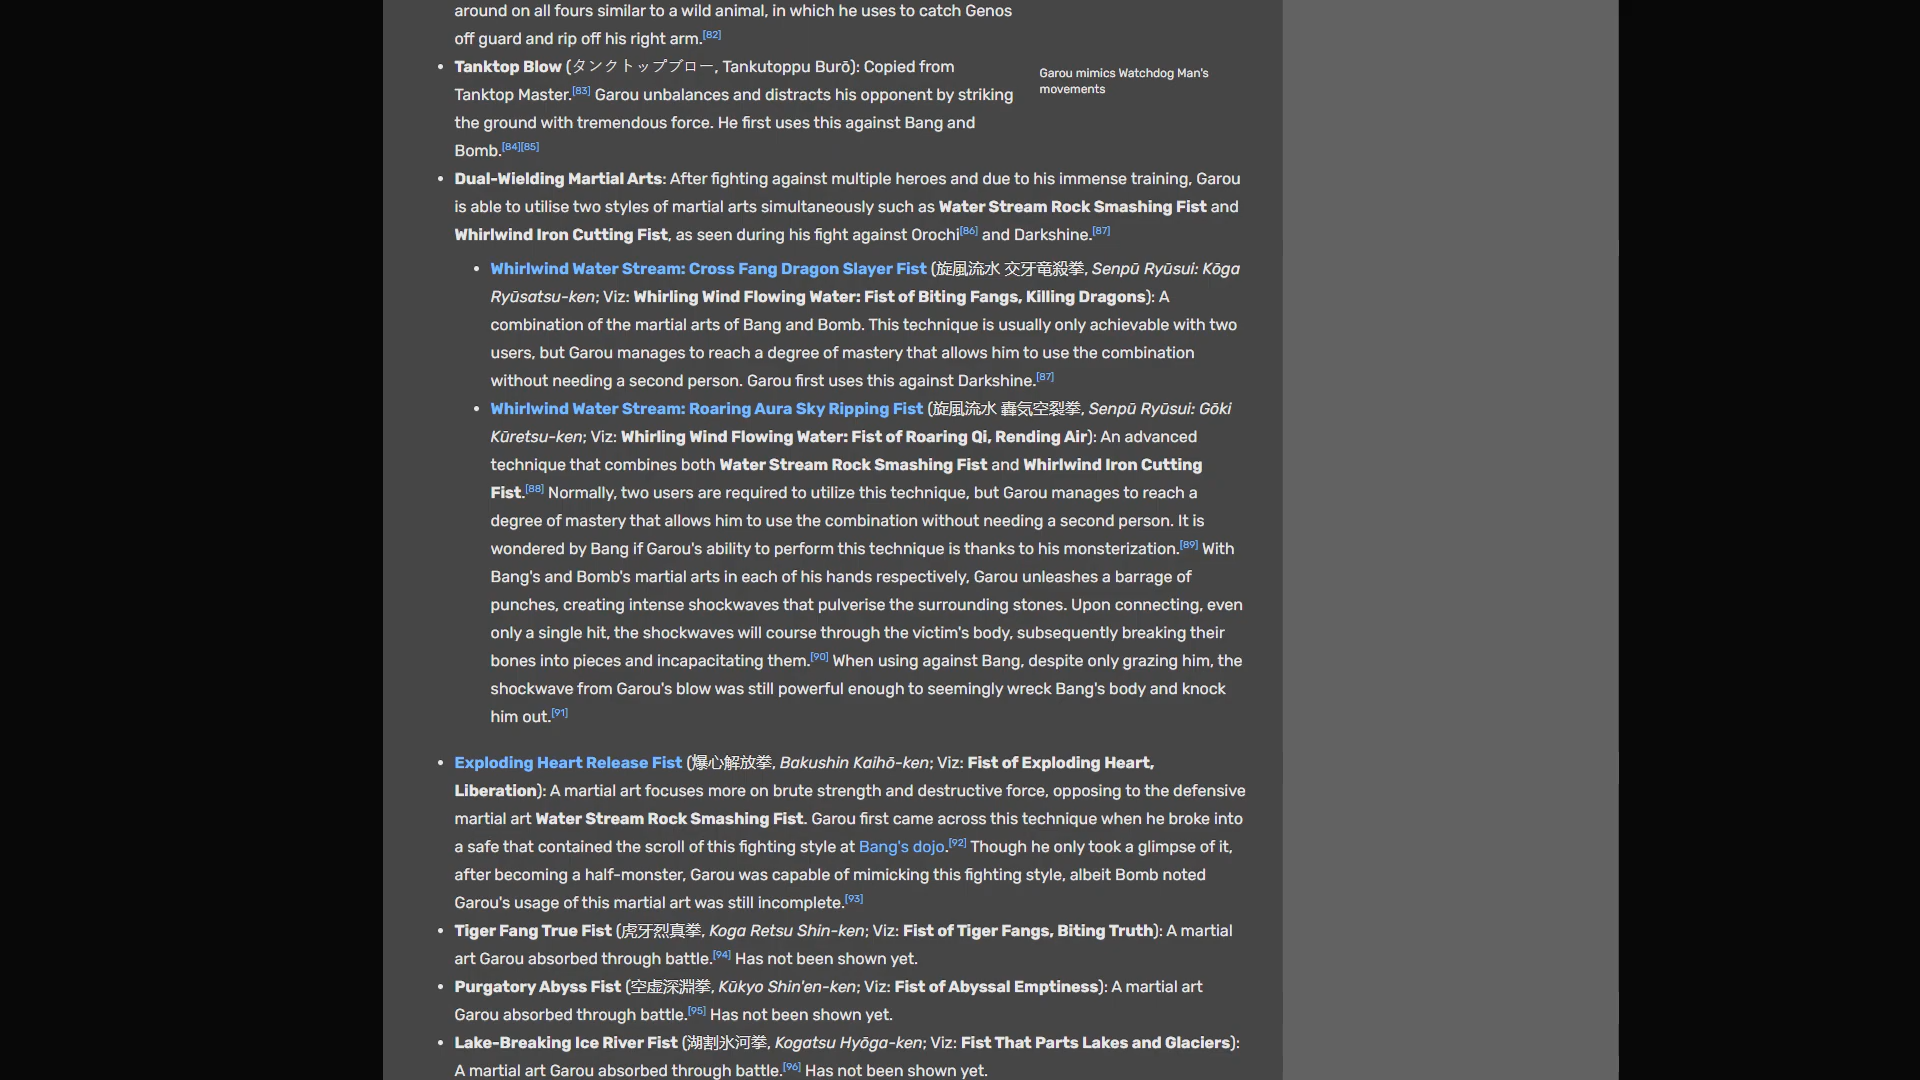 around on all fours similar to a wild animal, in which he uses to catch Genos
off guard and rip off his right arm.[82]
Garou mimics Watchdog Man's
movements
• Tanktop Blow (タンクトップブロー, Tankutoppu Burō): Copied from
Tanktop Master.[83] Garou unbalances and distracts his opponent by striking
the ground with tremendous force. He first uses this against Bang and
Bomb.[84][85]
• Dual-Wielding Martial Arts: After fighting against multiple heroes and due to his immense training, Garou
is able to utilise two styles of martial arts simultaneously such as Water Stream Rock Smashing Fist and
Whirlwind Iron Cutting Fist, as seen during his fight against Orochi[86] and Darkshine.[87]
• Whirlwind Water Stream: Cross Fang Dragon Slayer Fist (旋風流水 交牙竜殺拳, Senpū Ryūsui: Kōga
Ryūsatsu-ken; Viz: Whirling Wind Flowing Water: Fist of Biting Fangs, Killing Dragons): A
combination of the martial arts of Bang and Bomb. This technique is usually only achievable with two
users, but Garou manages to reach a degree of mastery that allows him to use the combination
without needing a second person. Garou first uses this against Darkshine.[87]
• Whirlwind Water Stream: Roaring Aura Sky Ripping Fist (旋風流水 轟気空裂拳, Senpū Ryūsui: Gōki
Kūretsu-ken; Viz: Whirling Wind Flowing Water: Fist of Roaring Qi, Rending Air): An advanced
technique that combines both Water Stream Rock Smashing Fist and Whirlwind Iron Cutting
Fist.[88] Normally, two users are required to utilize this technique, but Garou manages to reach a
degree of mastery that allows him to use the combination without needing a second person. It is
wondered by Bang if Garou's ability to perform this technique is thanks to his monsterization.[89] With
Bang's and Bomb's martial arts in each of his hands respectively, Garou unleashes a barrage of
punches, creating intense shockwaves that pulverise the surrounding stones. Upon connecting, even
only a single hit, the shockwaves will course through the victim's body, subsequently breaking their
bones into pieces and incapacitating them.[90] When using against Bang, despite only grazing him, the
shockwave from Garou's blow was still powerful enough to seemingly wreck Bang's body and knock
him out.[91]
• Exploding Heart Release Fist (爆心解放拳, Bakushin Kaihō-ken; Viz: Fist of Exploding Heart,
Liberation): A martial art focuses more on brute strength and destructive force, opposing to the defensive
martial art Water Stream Rock Smashing Fist. Garou first came across this technique when he broke into
a safe that contained the scroll of this fighting style at Bang's dojo.[92] Though he only took a glimpse of it,
after becoming a half-monster, Garou was capable of mimicking this fighting style, albeit Bomb noted
Garou's usage of this martial art was still incomplete.[93]
• Tiger Fang True Fist (虎牙烈真拳, Koga Retsu Shin-ken; Viz: Fist of Tiger Fangs, Biting Truth): A martial
art Garou absorbed through battle.[94] Has not been shown yet.
• Purgatory Abyss Fist (空虚深淵拳, Kūkyo Shin'en-ken; Viz: Fist of Abyssal Emptiness): A martial art
Garou absorbed through battle.[95] Has not been shown yet.
• Lake-Breaking Ice River Fist (湖割氷河拳, Kogatsu Hyōga-ken; Viz: Fist That Parts Lakes and Glaciers):
A martial art Garou absorbed through battle.[96] Has not been shown yet.